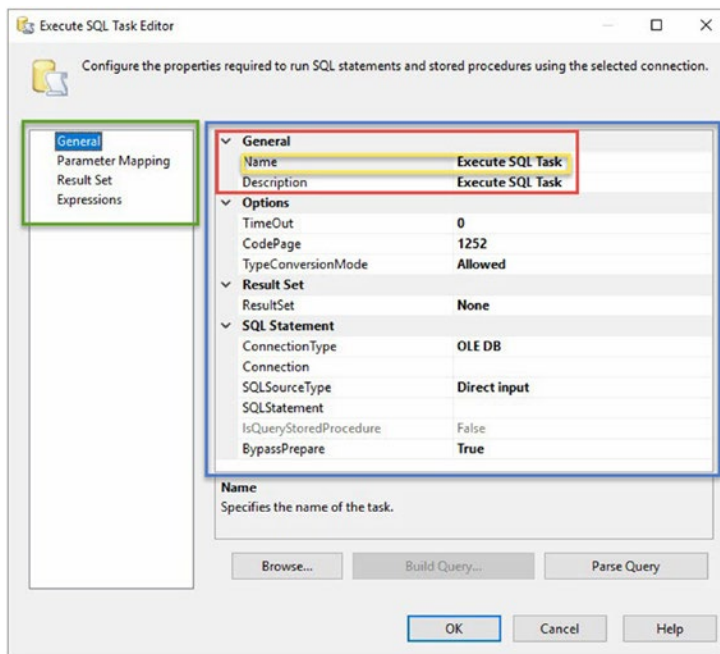 Execute SQL Task Editor
Configure the properties required to run SQL statements and stored procedures using the selected connection.
General
Parameter Mapping
Result Set
Expressions
General
Name Execute SQL Task
Description Execute SQL Task
Options
TimeOut 0
CodePage 1252
TypeConversionMode Allowed
Result Set
ResultSet None
SQL Statement
ConnectionType OLE DB
Connection
SQLSourceType Direct input
SQLStatement
IsQueryStoredProcedure False
BypassPrepare True
Name
Specifies the name of the task.
Browse... Build Query... Parse Query
OK Cancel Help